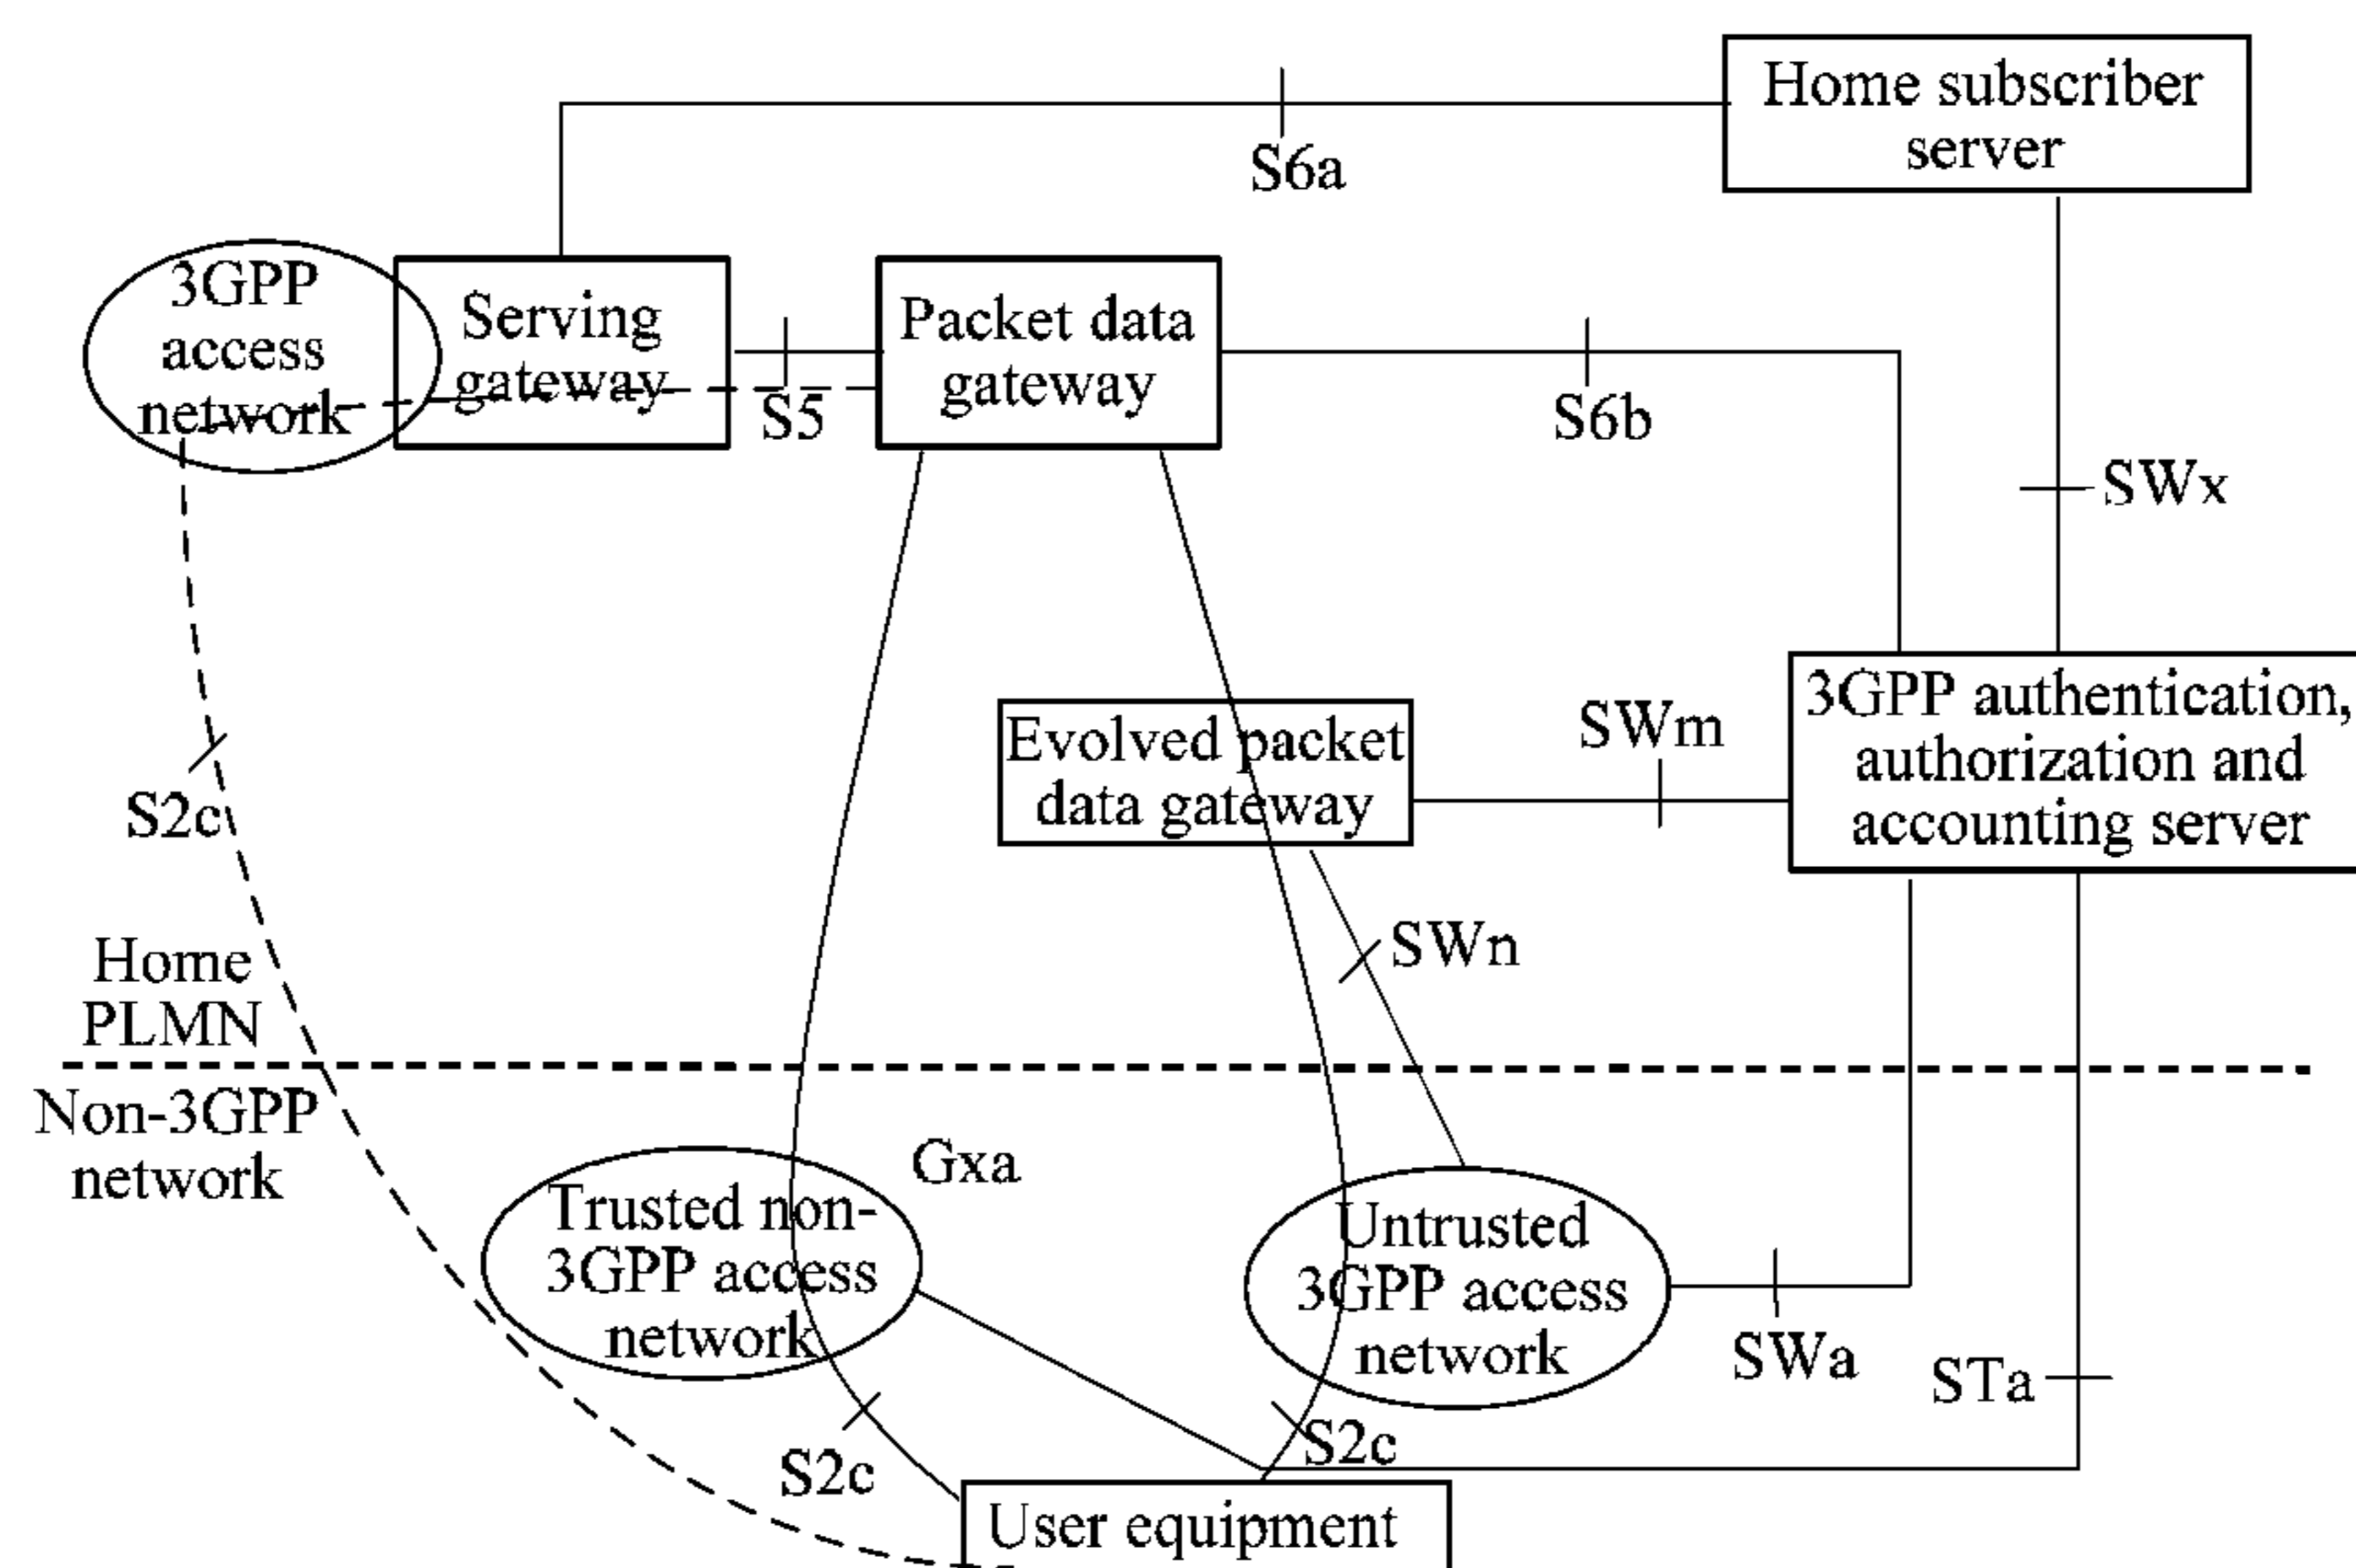 Home subscriber
server
S6a
3GPP
access
network
Serving
gateway
S5
Packet data
gateway
S6b
SWx
Evolved packet
data gateway
SWm
3GPP authentication,
authorization and
accounting server
S2c
SWn
Home
PLMN
Non-3GPP
network
Gxa
Trusted non-
3GPP access
network
Untrusted
3GPP access
network
SWa
STa
S2c
S2c
User equipment